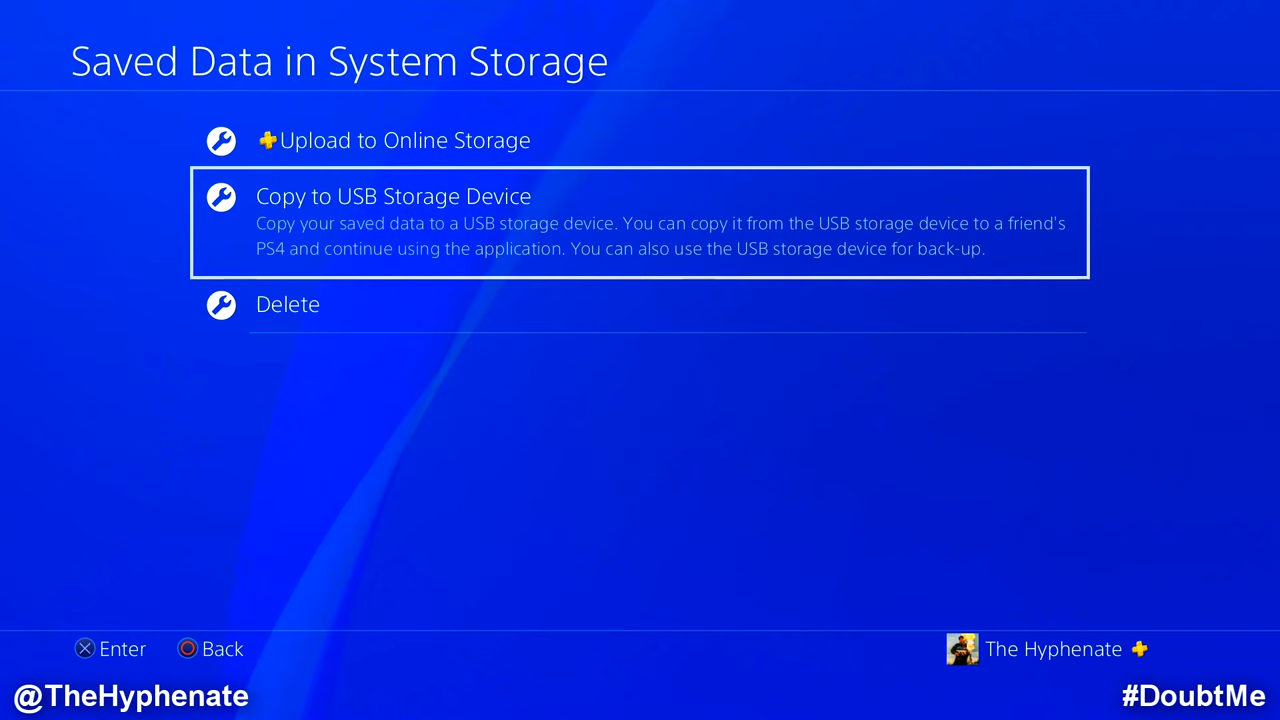 Saved Data in System Storage
Upload to Online Storage
Copy to USB Storage Device
Copy your saved data to a USB storage device. You can copy it from the USB storage device to a friend's
PS4 and continue using the application. You can also use the USB storage device for back-up.
Delete
Enter Back The Hyphenate
@TheHyphenate #DoubtMe